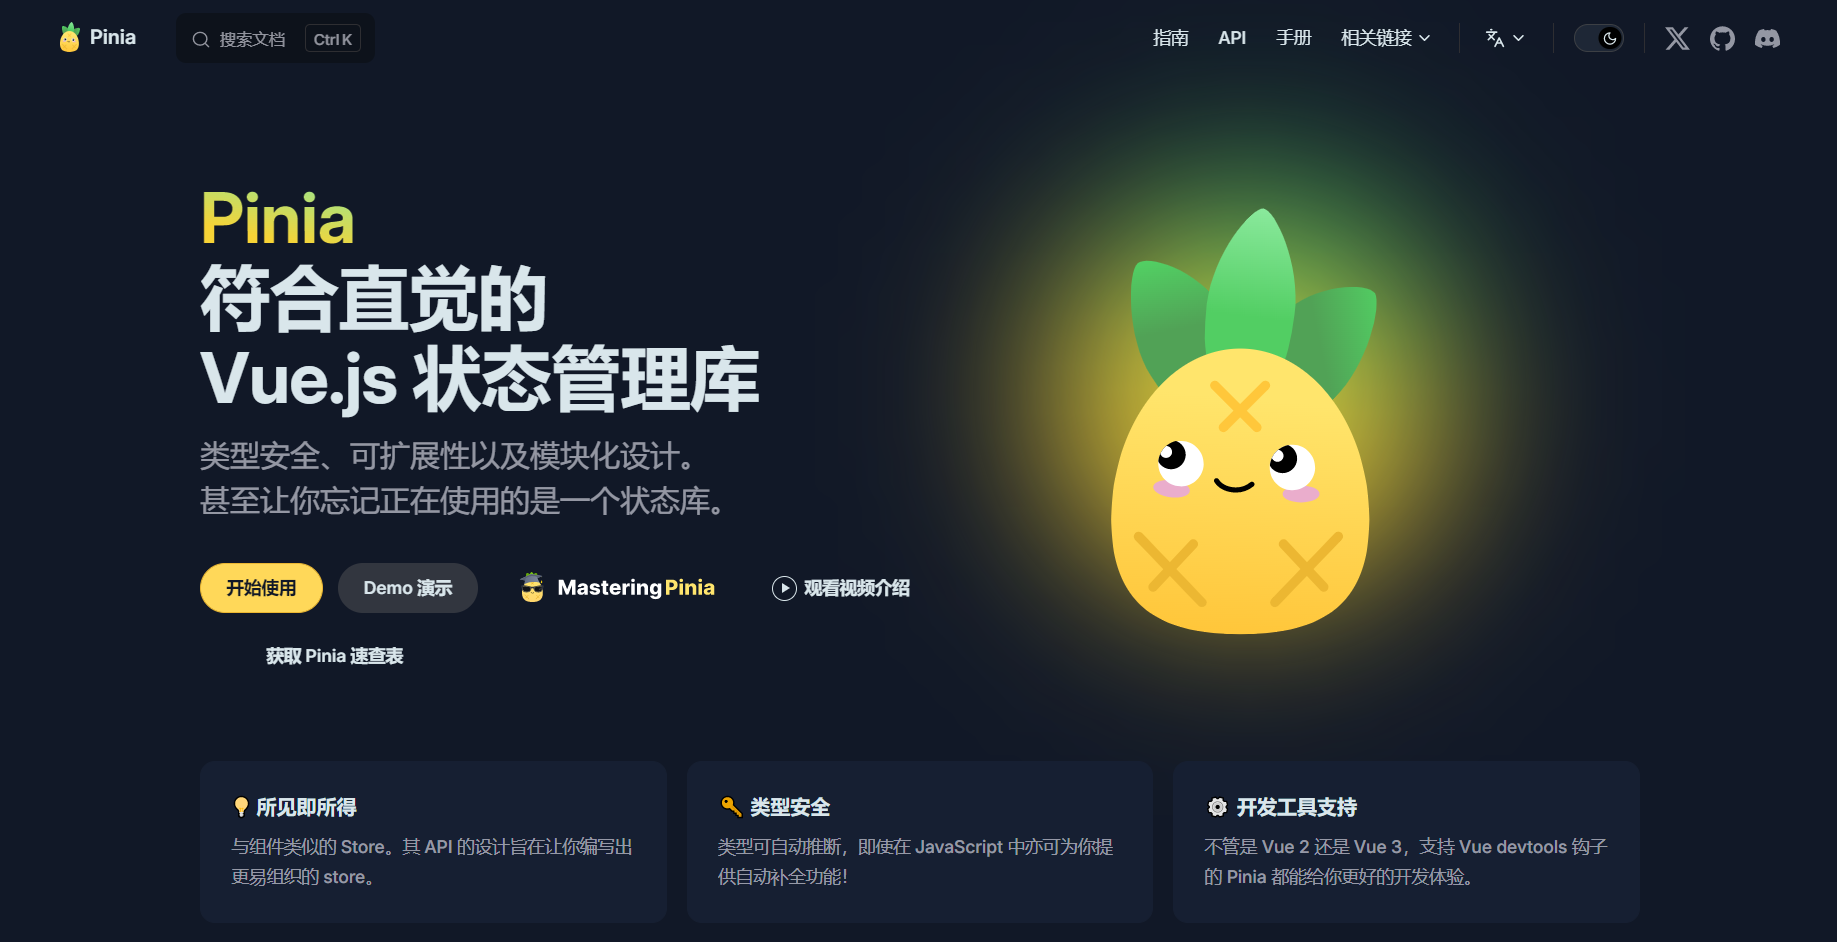 Pinia
搜索文档 Ctrl K
指南 API 手册 相关链接
Pinia
符合直觉的
Vue.js 状态管理库
类型安全、可扩展性以及模块化设计。
甚至让你忘记正在使用的是一个状态库。
开始使用 Demo 演示 Mastering Pinia 观看视频介绍
获取 Pinia 速查表
所见即所得
与组件类似的 Store。其 API 的设计旨在让你编写出
更易组织的 store。
类型安全
类型可自动推断，即使在 JavaScript 中亦可为你提
供自动补全功能！
开发工具支持
不管是 Vue 2 还是 Vue 3，支持 Vue devtools 钩子
的 Pinia 都能给你更好的开发体验。